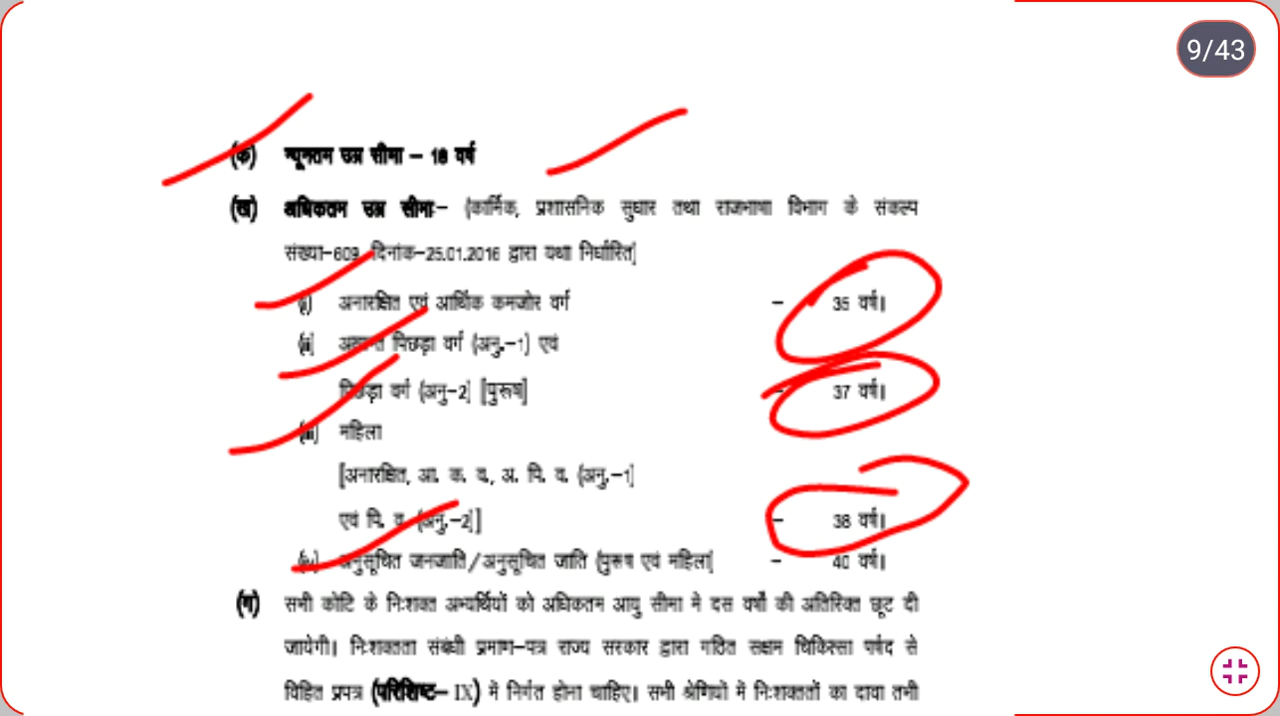 9/43
(क) न्यूनतम उम्र सीमा – 18 वर्ष
(ख) अधिकतम उम्र सीमा:– (कार्मिक, प्रशासनिक सुधार तथा राजभाषा विभाग के संकल्प
संख्या–609 दिनांक–25.01.2016 द्वारा यथा निर्धारित)
(i) अनारक्षित एवं आर्थिक कमजोर वर्ग – 35 वर्ष।
(ii) अत्यन्त पिछड़ा वर्ग (अनु.–1) एवं
पिछड़ा वर्ग (अनु–2) [पुरूष] – 37 वर्ष।
(iii) महिला
[अनारक्षित, आ. क. व., अ. पि. व. (अनु.–1)
एवं पि. व. (अनु.–2)] – 38 वर्ष।
(iv) अनुसूचित जनजाति/अनुसूचित जाति (पुरूष एवं महिला) – 40 वर्ष।
(ग) सभी कोटि के निःशक्त अभ्यर्थियों को अधिकतम आयु सीमा में दस वर्षों की अतिरिक्त छूट दी
जायेगी। निःशक्तता संबंधी प्रमाण–पत्र राज्य सरकार द्वारा गठित सक्षम चिकित्सा पर्षद से
विहित प्रपत्र (परिशिष्ट– IX) में निर्गत होना चाहिए। सभी श्रेणियों में निःशक्तों का दावा तभी